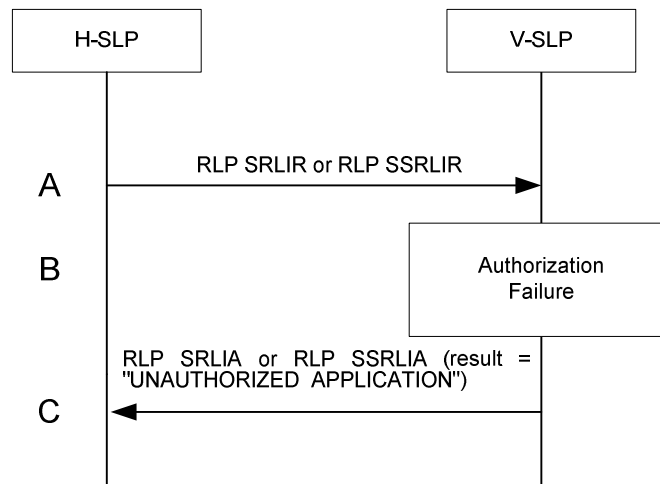 H-SLP
V-SLP
RLP SRLIR or RLP SSRLIR
A
B
Authorization
Failure
RLP SRLIA or RLP SSRLIA (result =
"UNAUTHORIZED APPLICATION")
C